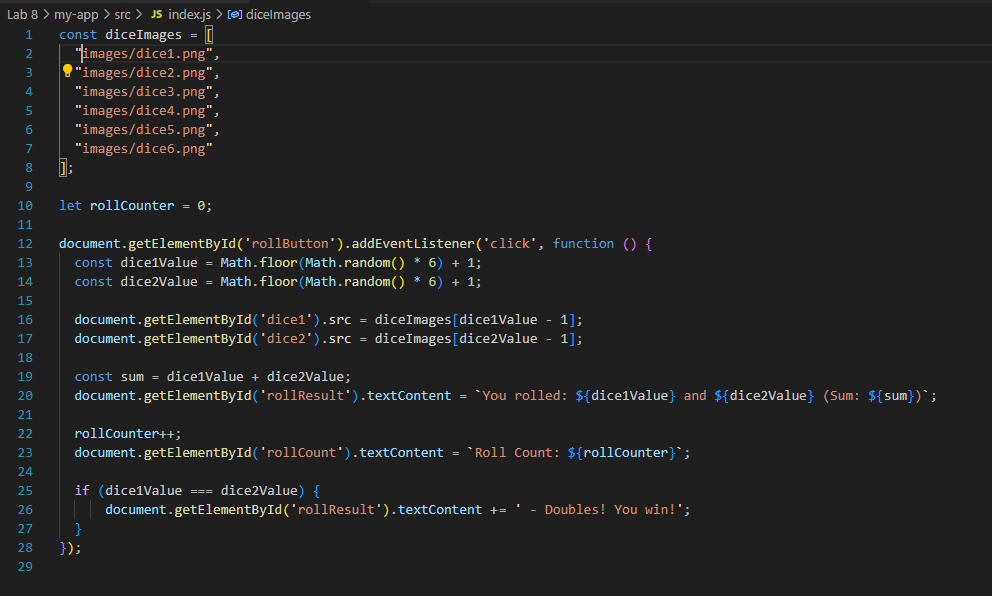 Lab 8 > my-app > src > JS index.js > diceImages
1 const diceImages = [
2   "images/dice1.png",
3   "images/dice2.png",
4   "images/dice3.png",
5   "images/dice4.png",
6   "images/dice5.png",
7   "images/dice6.png"
8 ];
9
10 let rollCounter = 0;
11
12 document.getElementById('rollButton').addEventListener('click', function () {
13   const dice1Value = Math.floor(Math.random() * 6) + 1;
14   const dice2Value = Math.floor(Math.random() * 6) + 1;
15
16   document.getElementById('dice1').src = diceImages[dice1Value - 1];
17   document.getElementById('dice2').src = diceImages[dice2Value - 1];
18
19   const sum = dice1Value + dice2Value;
20   document.getElementById('rollResult').textContent = `You rolled: ${dice1Value} and ${dice2Value} (Sum: ${sum})`;
21
22   rollCounter++;
23   document.getElementById('rollCount').textContent = `Roll Count: ${rollCounter}`;
24
25   if (dice1Value === dice2Value) {
26       document.getElementById('rollResult').textContent += ' - Doubles! You win!';
27   }
28 });
29